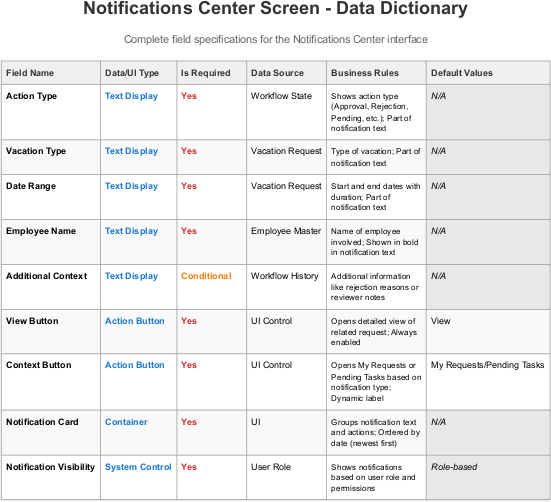 Notifications Center Screen - Data Dictionary
Complete field specifications for the Notifications Center interface
Field Name Data/UI Type Is Required Data Source Business Rules Default Values
Action Type Text Display Yes Workflow State Shows action type N/A
(Approval, Rejection,
Pending, etc.); Part of
notification text
Vacation Type Text Display Yes Vacation Request Type of vacation; Part of N/A
notification text
Date Range Text Display Yes Vacation Request Start and end dates with N/A
duration; Part of
notification text
Employee Name Text Display Yes Employee Master Name of employee N/A
involved; Shown in bold
in notification text
Additional Context Text Display Conditional Workflow History Additional information N/A
like rejection reasons or
reviewer notes
View Button Action Button Yes UI Control Opens detailed view of View
related request; Always
enabled
Context Button Action Button Yes UI Control Opens My Requests or My Requests/Pending Tasks
Pending Tasks based on
notification type;
Dynamic label
Notification Card Container Yes UI Groups notification text N/A
and actions; Ordered by
date (newest first)
Notification Visibility System Control Yes User Role Shows notifications Role-based
based on user role and
permissions